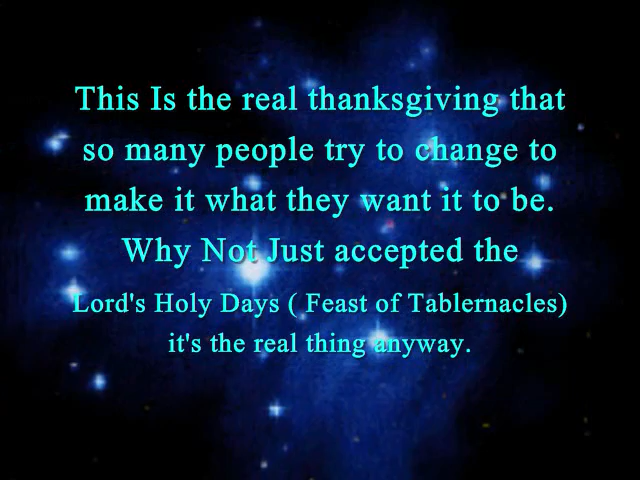 This Is the real thanksgiving that
so many people try to change to
make it what they want it to be.
Why Not Just accepted the
Lord's Holy Days ( Feast of Tablernacles)
it's the real thing anyway.